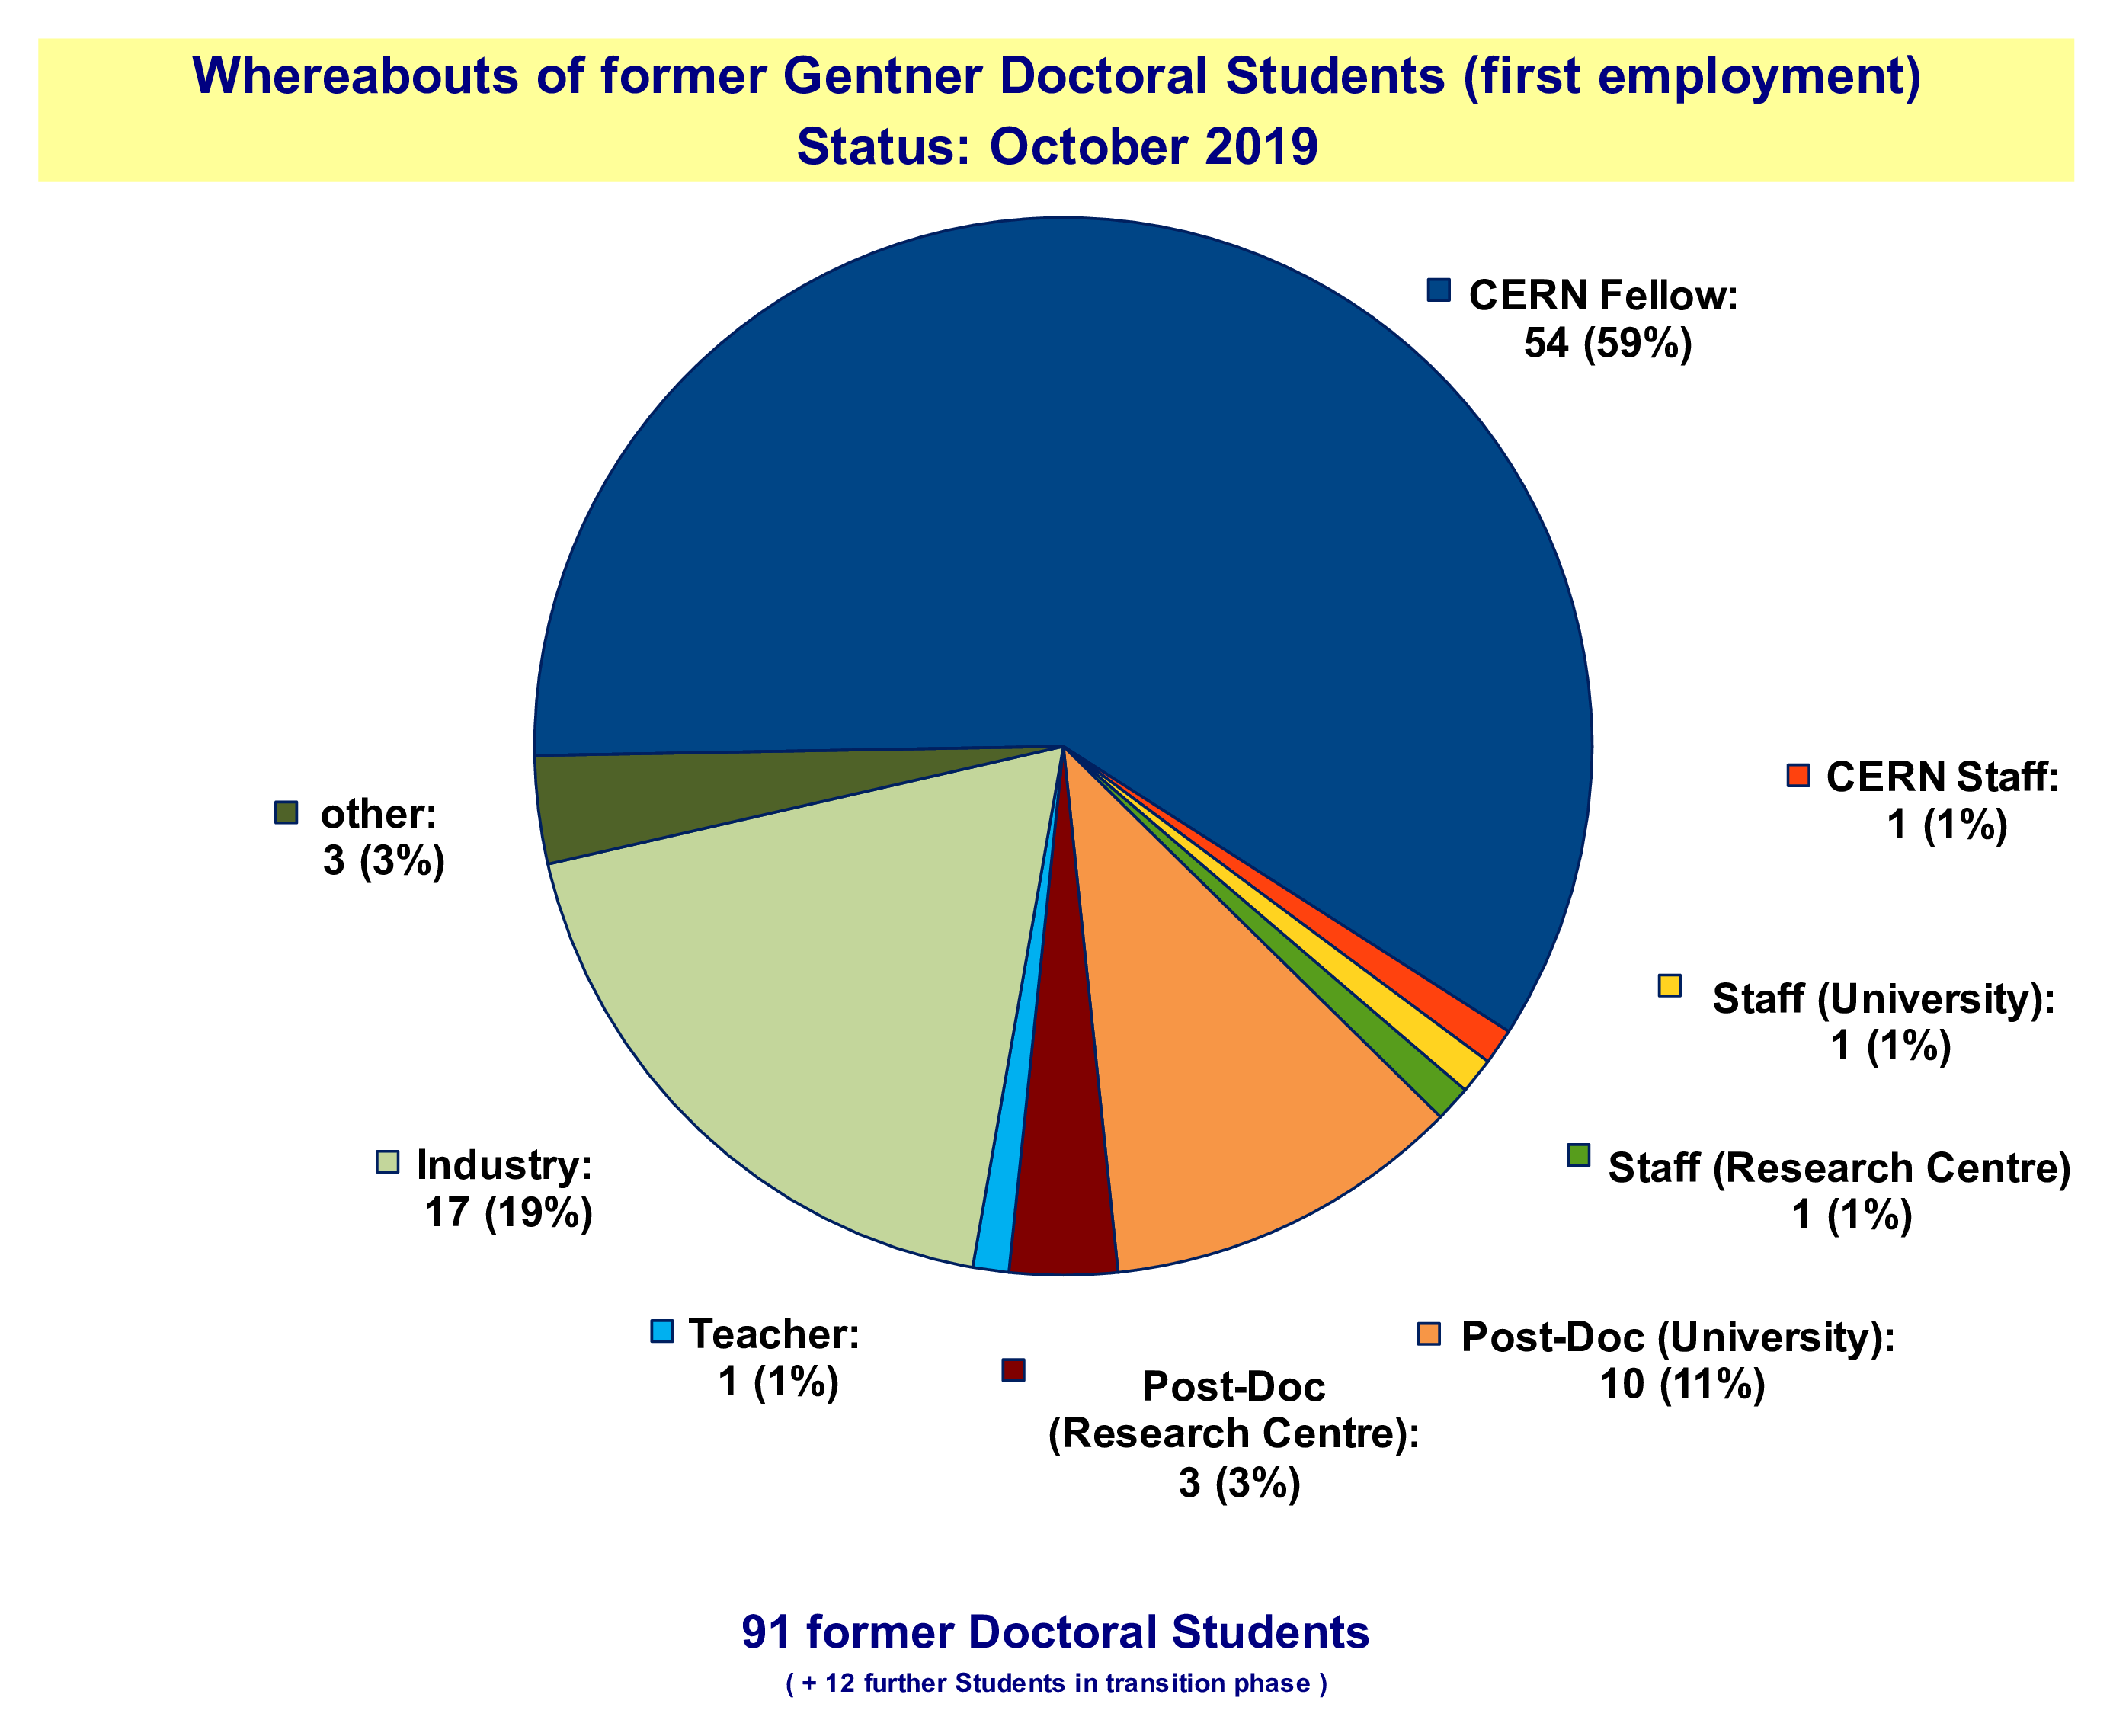 Whereabouts of former Gentner Doctoral Students (first employment)
Status: October 2019
CERN Fellow:
54 (59%)
CERN Staff:
1 (1%)
Staff (University):
1 (1%)
Staff (Research Centre)
1 (1%)
Post-Doc (University):
10 (11%)
Post-Doc
(Research Centre):
3 (3%)
Teacher:
1 (1%)
Industry:
17 (19%)
other:
3 (3%)
91 former Doctoral Students
( + 12 further Students in transition phase )